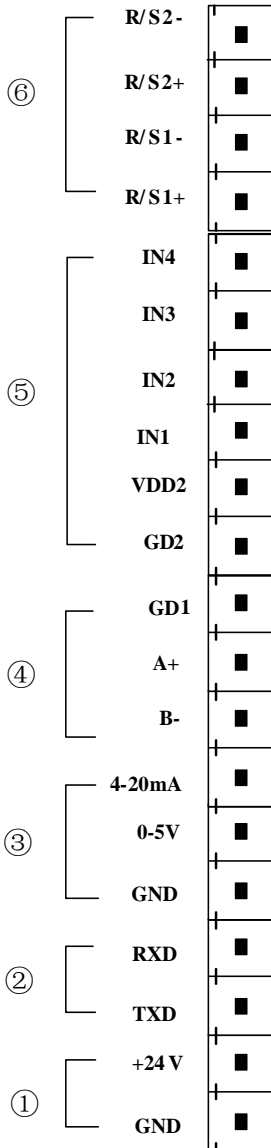 R/S2-
⑥
R/S2+
R/S1-
R/S1+
IN4
IN3
⑤
IN2
IN1
VDD2
GD2
GD1
④
A+
B-
4-20mA
③
0-5V
GND
RXD
②
TXD
+24V
①
GND